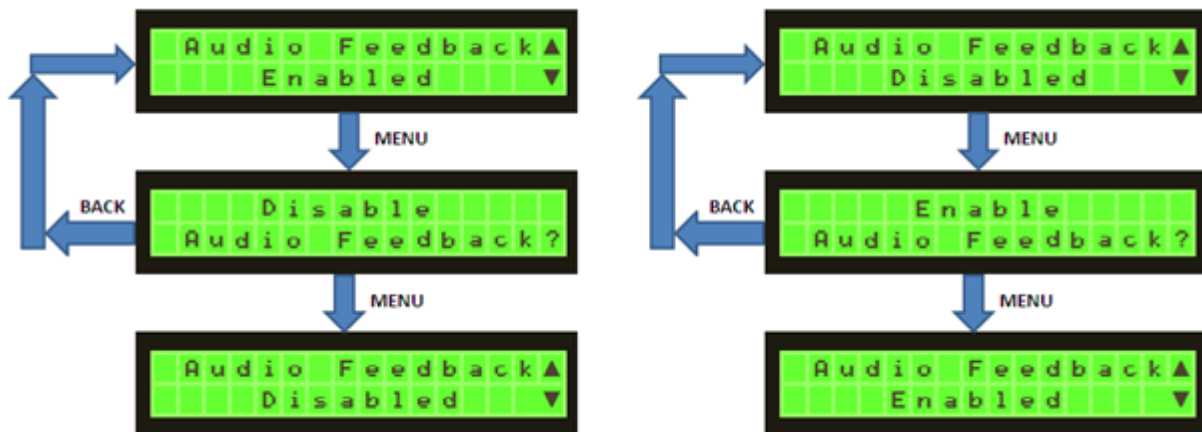 Audio Feedback▲
Enabled ▼
MENU
BACK
Disable
Audio Feedback?
MENU
Audio Feedback▲
Disabled ▼
Audio Feedback▲
Disabled ▼
MENU
BACK
Enable
Audio Feedback?
MENU
Audio Feedback▲
Enabled ▼